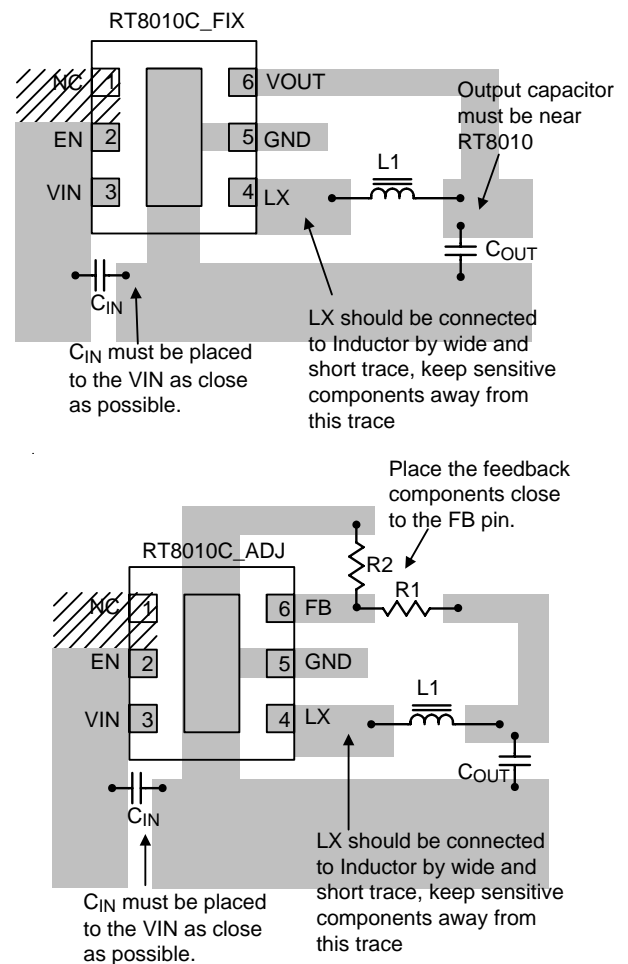 RT8010C_FIX
NC 1
6 VOUT
EN 2
5 GND
VIN 3
4 LX
L1
Output capacitor
must be near
RT8010
COUT
CIN
CIN must be placed
to the VIN as close
as possible.
LX should be connected
to Inductor by wide and
short trace, keep sensitive
components away from
this trace
Place the feedback
components close
to the FB pin.
RT8010C_ADJ
R2
R1
NC 1
6 FB
EN 2
5 GND
VIN 3
4 LX
L1
COUT
CIN
CIN must be placed
to the VIN as close
as possible.
LX should be connected
to Inductor by wide and
short trace, keep sensitive
components away from
this trace